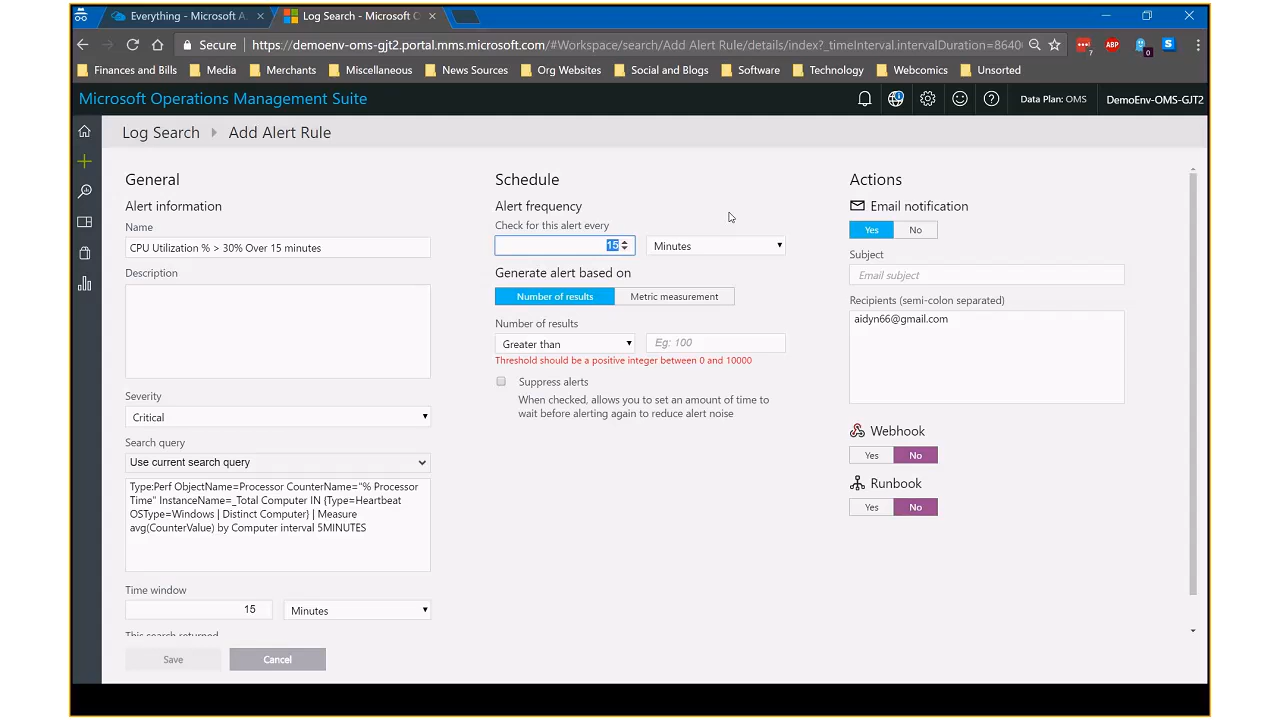 Everything - Microsoft A
Log Search - Microsoft C
Secure
https://demoenv-oms-gjt2.portal.mms.microsoft.com/#Workspace/search/Add Alert Rule/details/index?_timeInterval.intervalDuration=8640
7
ABP
0
S
Finances and Bills
Media
Merchants
Miscellaneous
News Sources
Org Websites
Social and Blogs
Software
Technology
Webcomics
Unsorted
Microsoft Operations Management Suite
Data Plan: OMS
DemoEnv-OMS-GJT2
Log Search
Add Alert Rule
General
Alert information
Name
CPU Utilization % > 30% Over 15 minutes
Description
Severity
Critical
Search query
Use current search query
Type:Perf ObjectName=Processor CounterName="% Processor
Time" InstanceName=_Total Computer IN {Type=Heartbeat
OSType=Windows | Distinct Computer} | Measure
avg(CounterValue) by Computer interval 5MINUTES
Time window
15
Minutes
This search returned
Save
Cancel
Schedule
Alert frequency
Check for this alert every
15
Minutes
Generate alert based on
Number of results
Metric measurement
Number of results
Greater than
Eg: 100
Threshold should be a positive integer between 0 and 10000
Suppress alerts
When checked, allows you to set an amount of time to
wait before alerting again to reduce alert noise
Actions
Email notification
Yes
No
Subject
Email subject
Recipients (semi-colon separated)
aidyn66@gmail.com
Webhook
Yes
No
Runbook
Yes
No